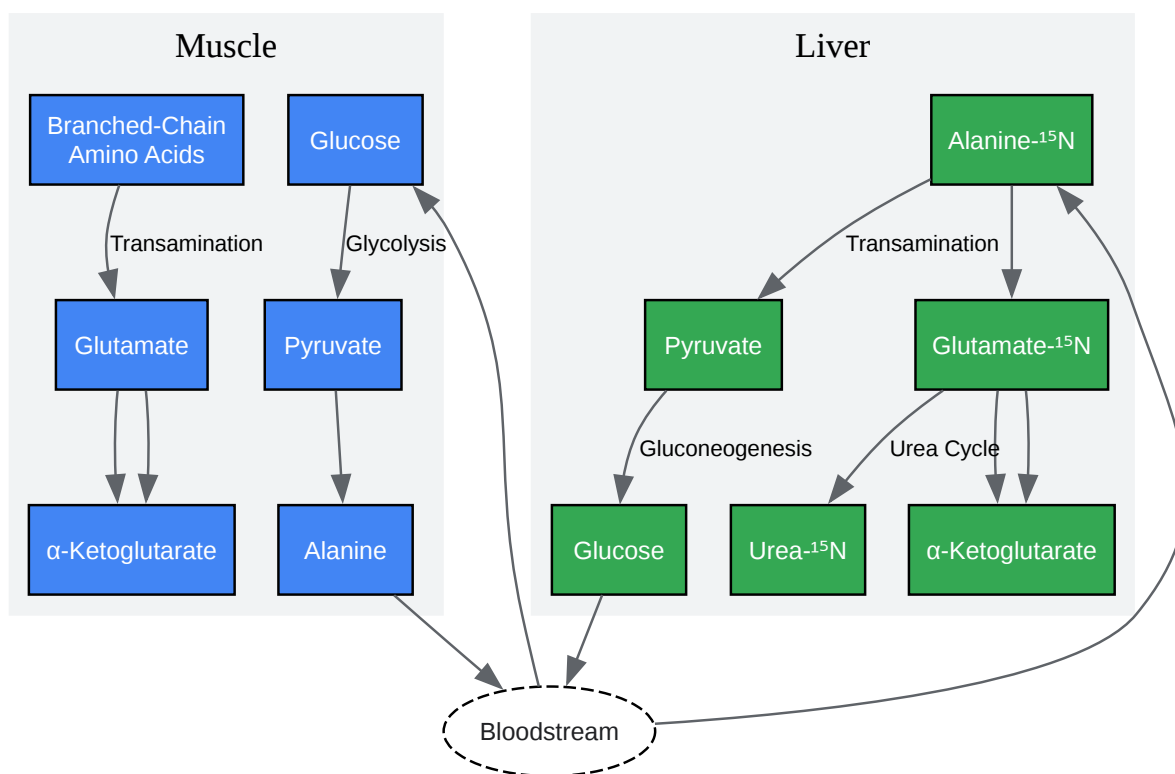 Muscle
Liver
Branched-Chain
Amino Acids
Glucose
Alanine-¹⁵N
Transamination
Glycolysis
Transamination
Glutamate
Pyruvate
Pyruvate
Glutamate-¹⁵N
Gluconeogenesis
Urea Cycle
α-Ketoglutarate
Alanine
Glucose
Urea-¹⁵N
α-Ketoglutarate
Bloodstream